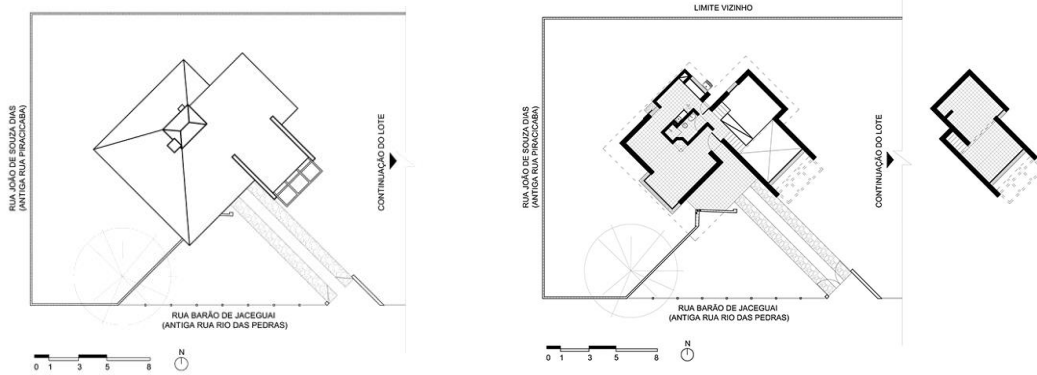 LIMITE VIZINHO
RUA JOÃO DE SOUZA DIAS
(ANTIGA RUA PIRACICABA)
CONTINUAÇÃO DO LOTE
RUA BARÃO DE JACEGUAI
(ANTIGA RUA RIO DAS PEDRAS)
0 1 3 5 8
N
RUA JOÃO DE SOUZA DIAS
(ANTIGA RUA PIRACICABA)
CONTINUAÇÃO DO LOTE
RUA BARÃO DE JACEGUAI
(ANTIGA RUA RIO DAS PEDRAS)
0 1 3 5 8
N